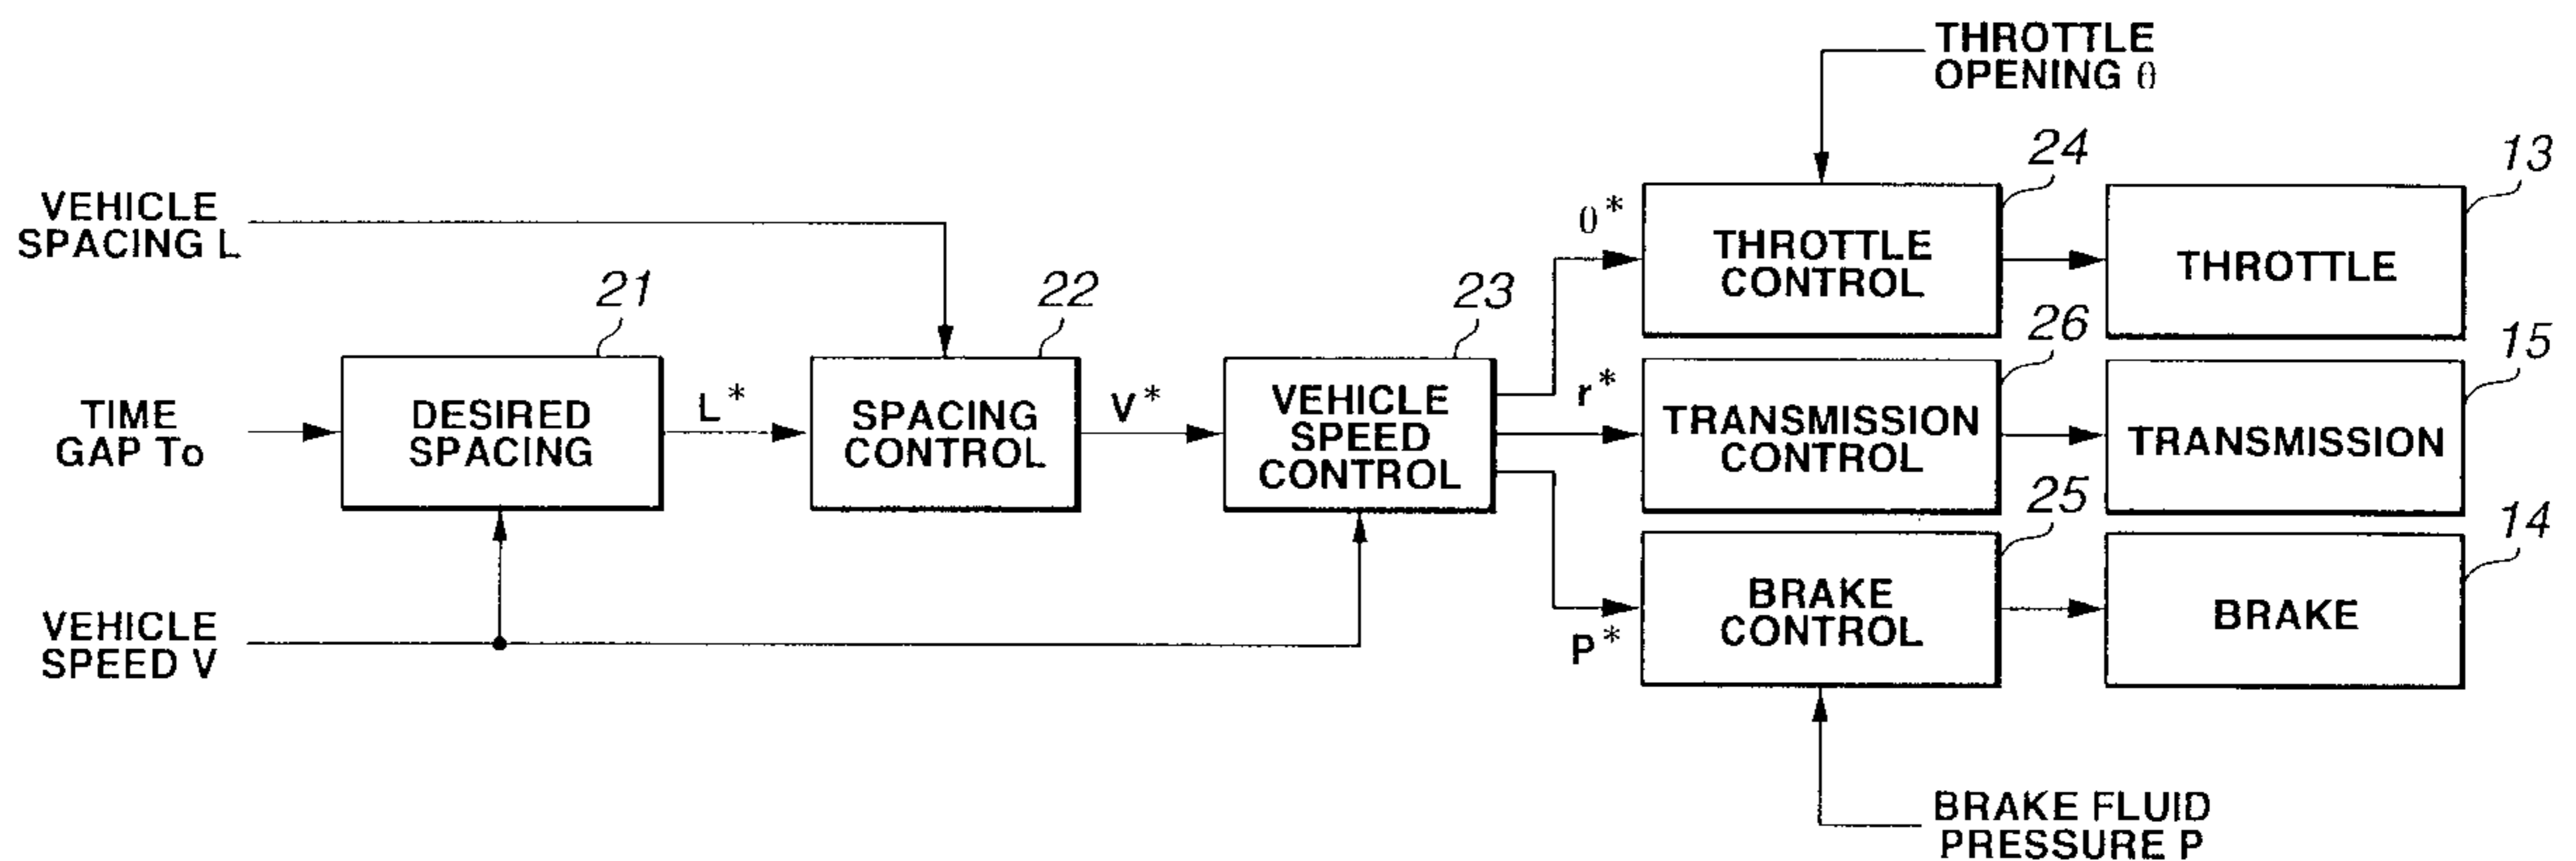 THROTTLE
OPENING θ
24
13
VEHICLE
SPACING L
θ*
THROTTLE
CONTROL
THROTTLE
21
22
23
26
15
TIME
GAP To
DESIRED
SPACING
L*
SPACING
CONTROL
V*
VEHICLE
SPEED
CONTROL
r*
TRANSMISSION
CONTROL
TRANSMISSION
25
14
VEHICLE
SPEED V
P*
BRAKE
CONTROL
BRAKE
BRAKE FLUID
PRESSURE P